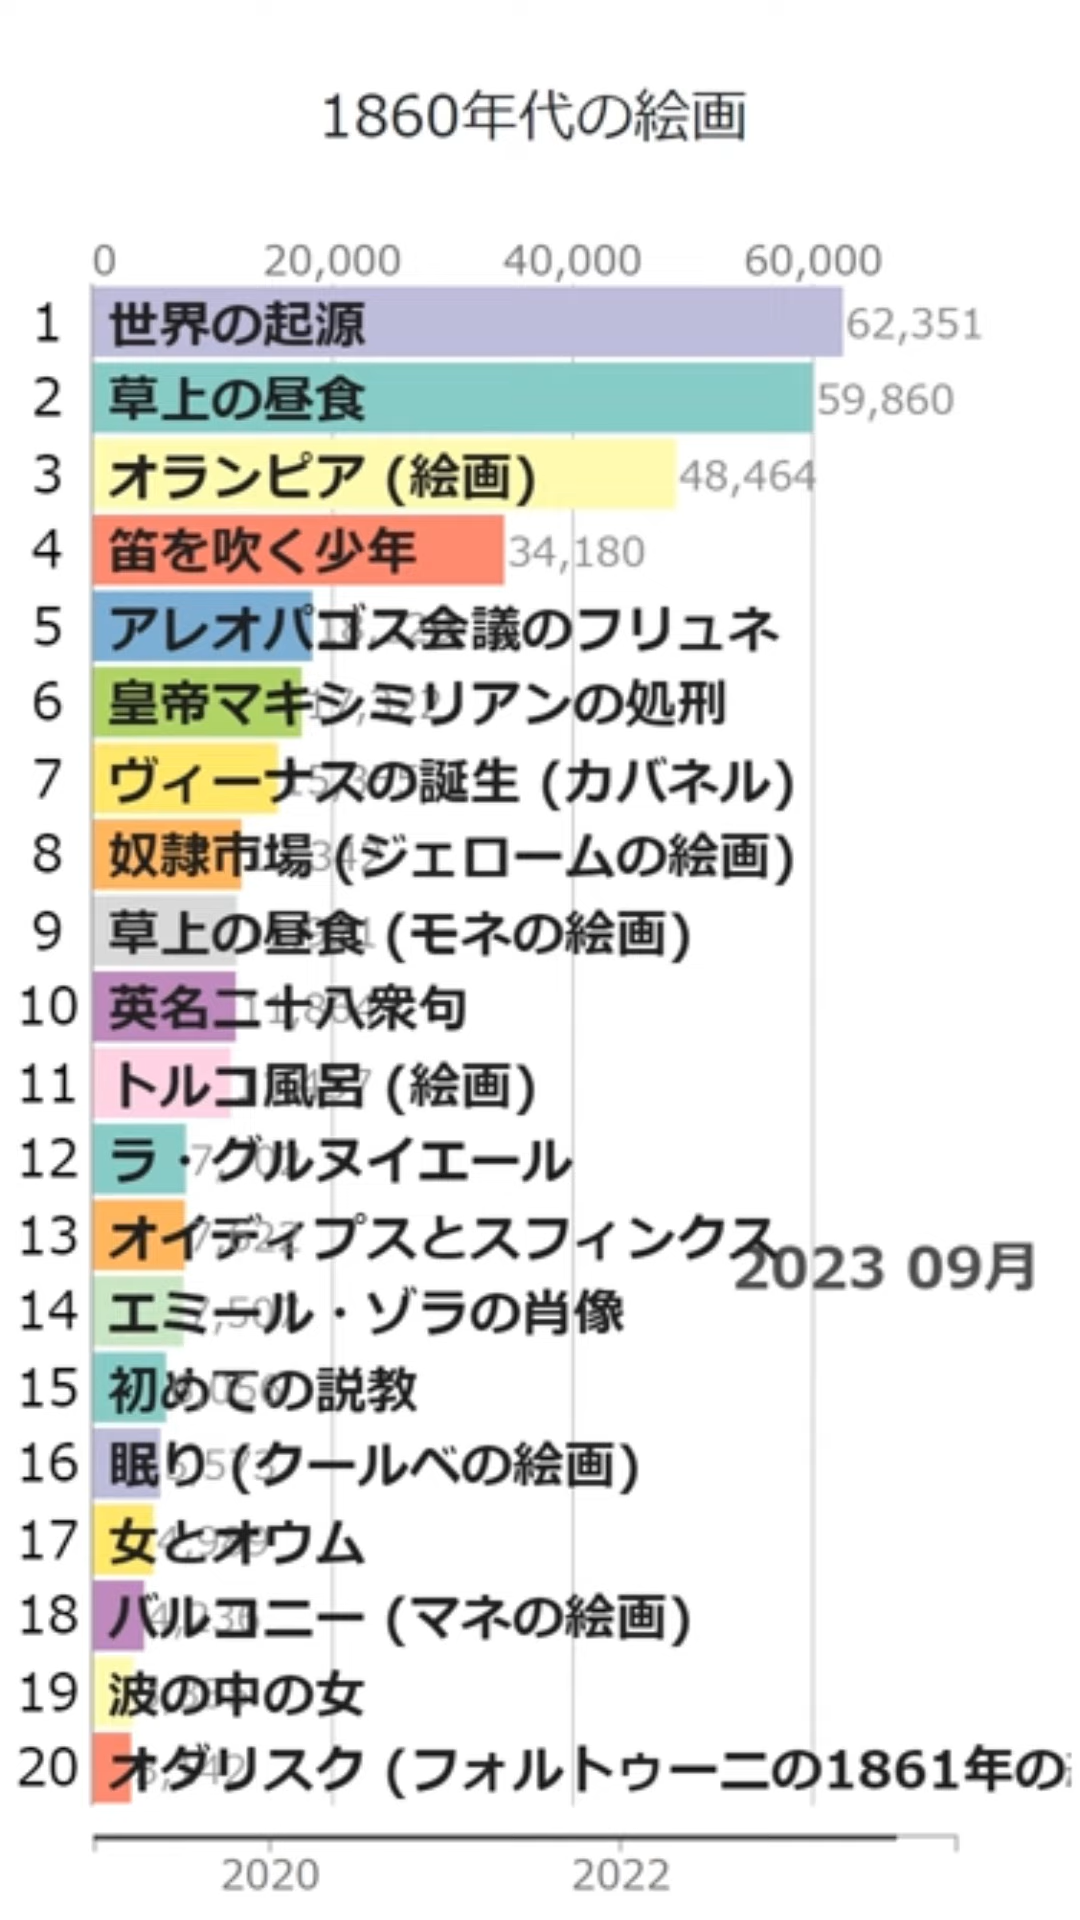 1860年代の絵画
0 20,000 40,000 60,000
1 世界の起源 62,351
2 草上の昼食 59,860
3 オランピア (絵画) 48,464
4 笛を吹く少年 34,180
5 アレオパゴス会議のフリュネ
6 皇帝マキシミリアンの処刑
7 ヴィーナスの誕生 (カバネル)
8 奴隷市場 (ジェロームの絵画)
9 草上の昼食 (モネの絵画)
10 英名二十八衆句
11 トルコ風呂 (絵画)
12 ラ・グルヌイエール
13 オイディプスとスフィンクス
2023 09月
14 エミール・ゾラの肖像
15 初めての説教
16 眠り (クールベの絵画)
17 女とオウム
18 バルコニー (マネの絵画)
19 波の中の女
20 オダリスク (フォルトゥーニの1861年の
2020 2022